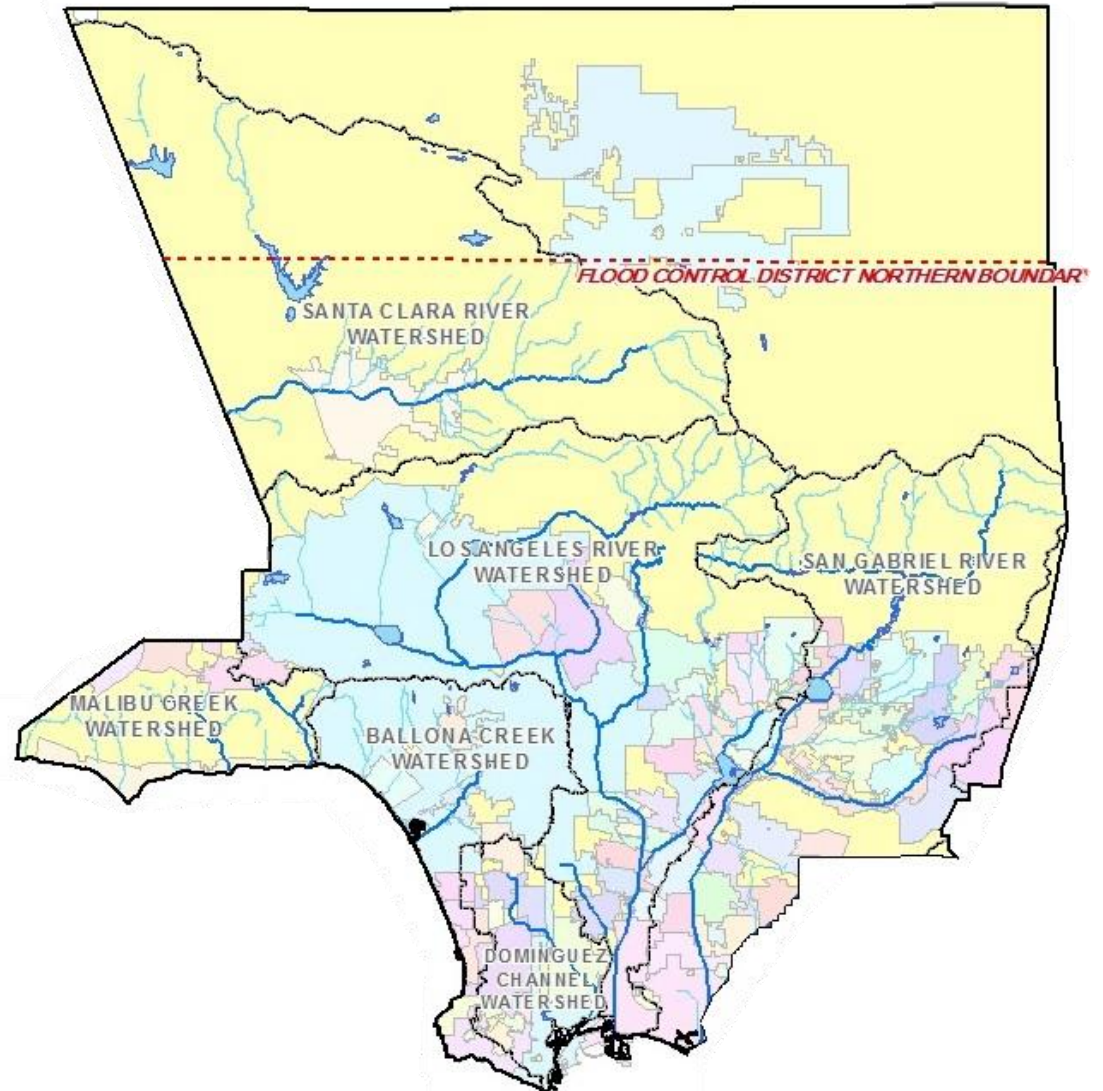 FLOOD CONTROL DISTRICT NORTHERN BOUNDAR
SANTA CLARA RIVER
WATERSHED
LOS ANGELES RIVER
WATERSHED
SAN GABRIEL RIVER
WATERSHED
MALIBU CREEK
WATERSHED
BALLONA CREEK
WATERSHED
DOMINGUEZ
CHANNEL
WATERSHED